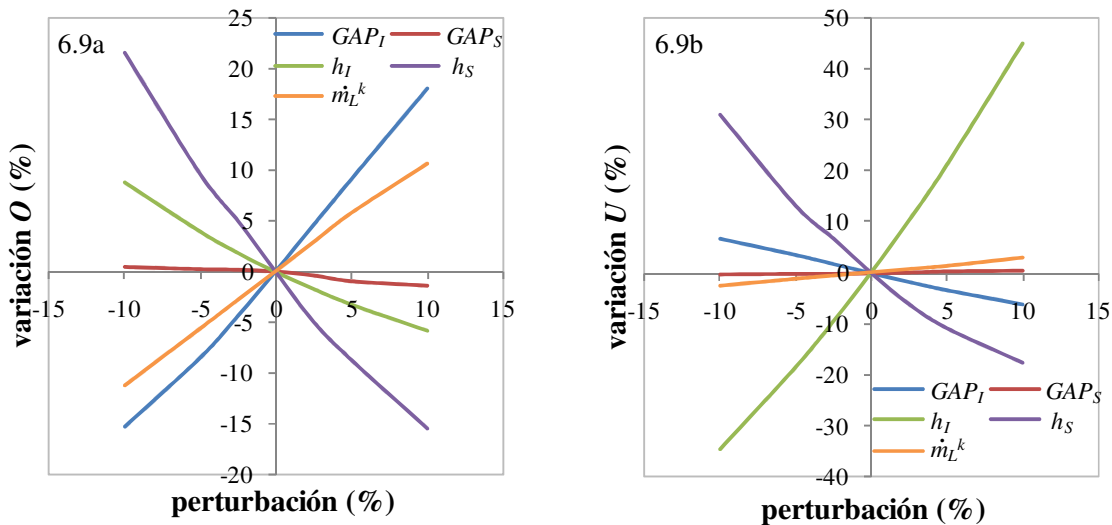 6.9a
GAP_I GAP_S
h_I h_S
ṁ_L^k
25
20
15
10
5
0
-5
-10
-15
-20
-15 -10 -5 0 5 10 15
variación O (%)
perturbación (%)
6.9b
50
40
30
20
10
0
-10
-20
-30
-40
-15 -10 -5 0 5 10 15
GAP_I GAP_S
h_I h_S
ṁ_L^k
variación U (%)
perturbación (%)